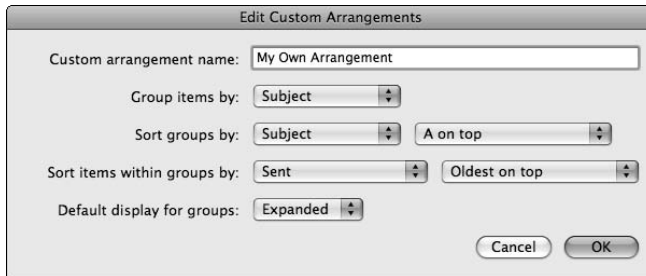 Edit Custom Arrangements
Custom arrangement name: My Own Arrangement
Group items by: Subject
Sort groups by: Subject A on top
Sort items within groups by: Sent Oldest on top
Default display for groups: Expanded
Cancel OK